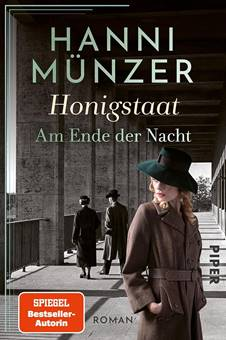 HANNI
MÜNZER
Honigstaat
Am Ende der Nacht
PIPER
SPIEGEL
Bestseller-
Autorin
ROMAN